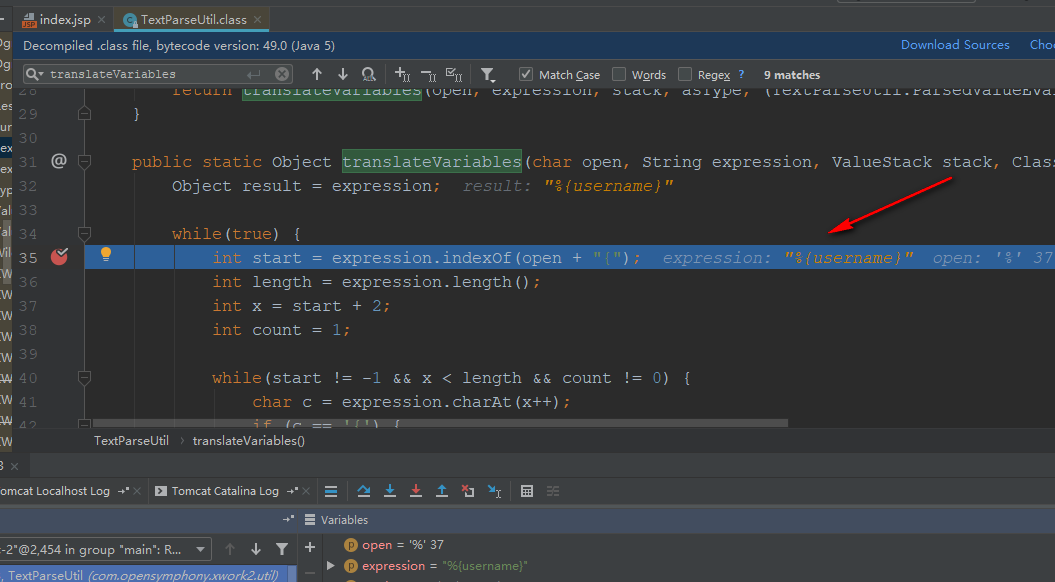 index.jsp TextParseUtil.class
Decompiled .class file, bytecode version: 49.0 (Java 5) Download Sources
translateVariables Match Case Words Regex ? 9 matches
28 return translateVariables(open, expression, stack, asType, (TextParseUtil.ParsedValueEva
29 }
30
31 @ public static Object translateVariables(char open, String expression, ValueStack stack, Clas
32 Object result = expression; result: "%{username}"
33
34 while(true) {
35 int start = expression.indexOf(open + "{"); expression: "%{username}" open: '%' 37
36 int length = expression.length();
37 int x = start + 2;
38 int count = 1;
39
40 while(start != -1 && x < length && count != 0) {
41 char c = expression.charAt(x++);
42 if (c == '{') {
TextParseUtil translateVariables()
omcat Localhost Log Tomcat Catalina Log
Variables
-2"@2,454 in group "main": R... open = '%' 37
expression = "%{username}"
, TextParseUtil (com.opensymphony.xwork2.util)